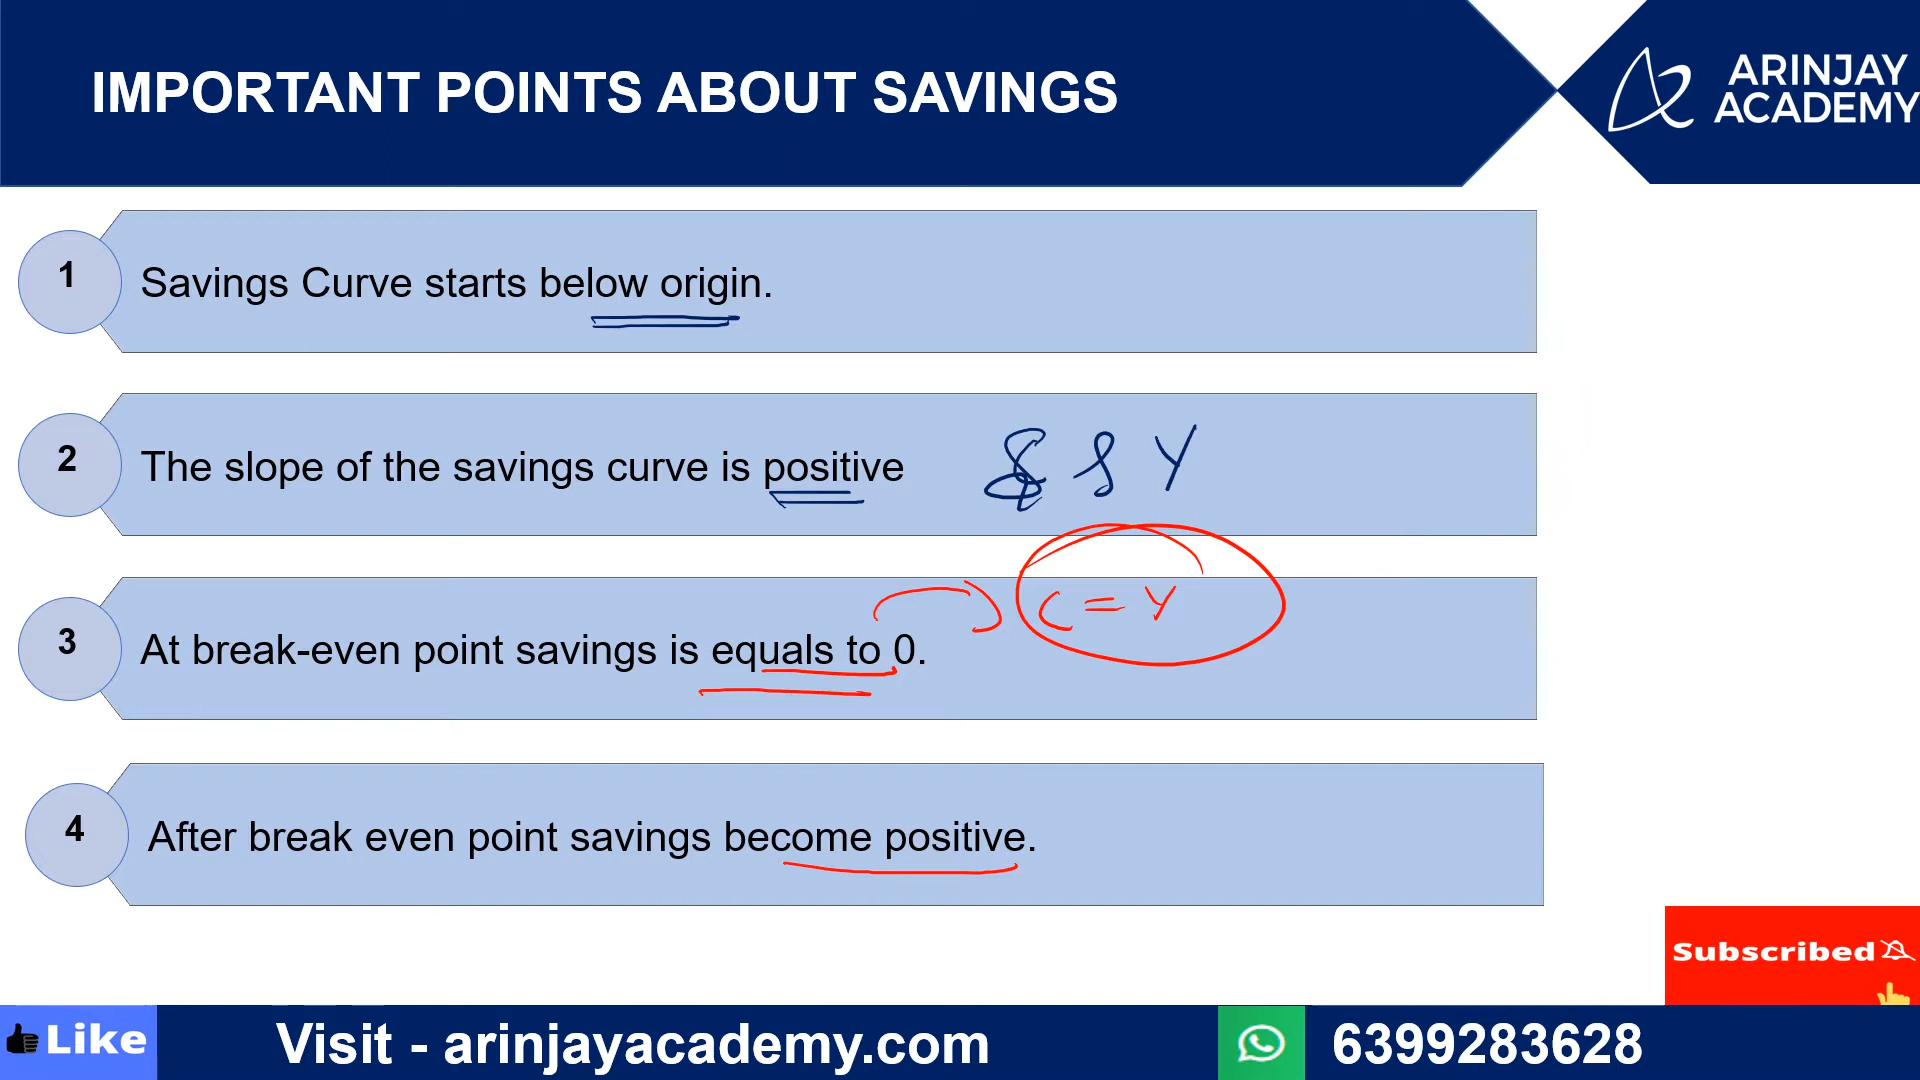 IMPORTANT POINTS ABOUT SAVINGS
ARINJAY
ACADEMY
1
Savings Curve starts below origin.
2
The slope of the savings curve is positive
S Y
C = Y
3
At break-even point savings is equals to 0.
4
After break even point savings become positive.
Subscribed
Like
Visit - arinjayacademy.com
6399283628